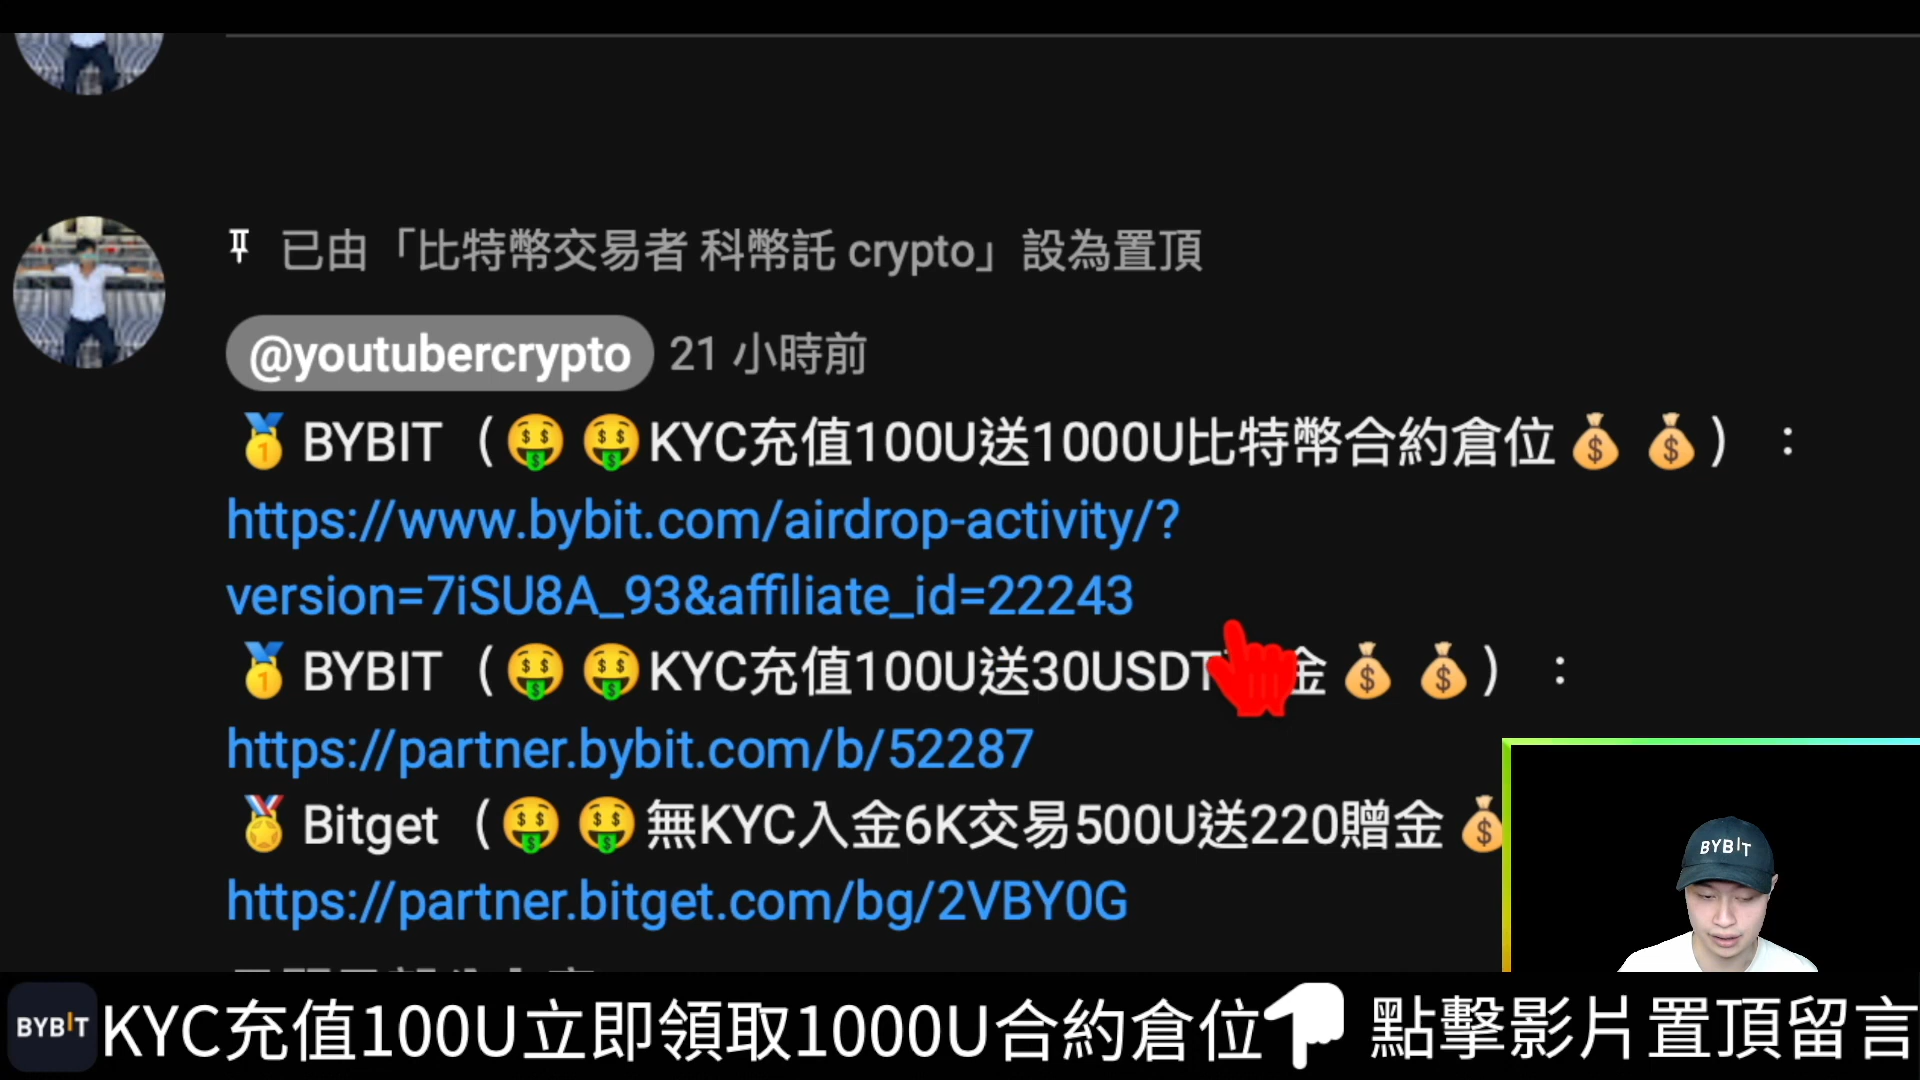 已由「比特幣交易者 科幣託 crypto」設為置頂
@youtubercrypto 21 小時前
🥇 BYBIT（🤑 🤑KYC充值100U送1000U比特幣合約倉位💰 💰）：
https://www.bybit.com/airdrop-activity/?
version=7iSU8A_93&affiliate_id=22243
🥇 BYBIT（🤑 🤑KYC充值100U送30USDT 金💰 💰）：
https://partner.bybit.com/b/52287
🏅 Bitget（🤑 🤑無KYC入金6K交易500U送220贈金💰
https://partner.bitget.com/bg/2VBY0G
BYBIT
BYBIT KYC充值100U立即領取1000U合約倉位👇點擊影片置頂留言